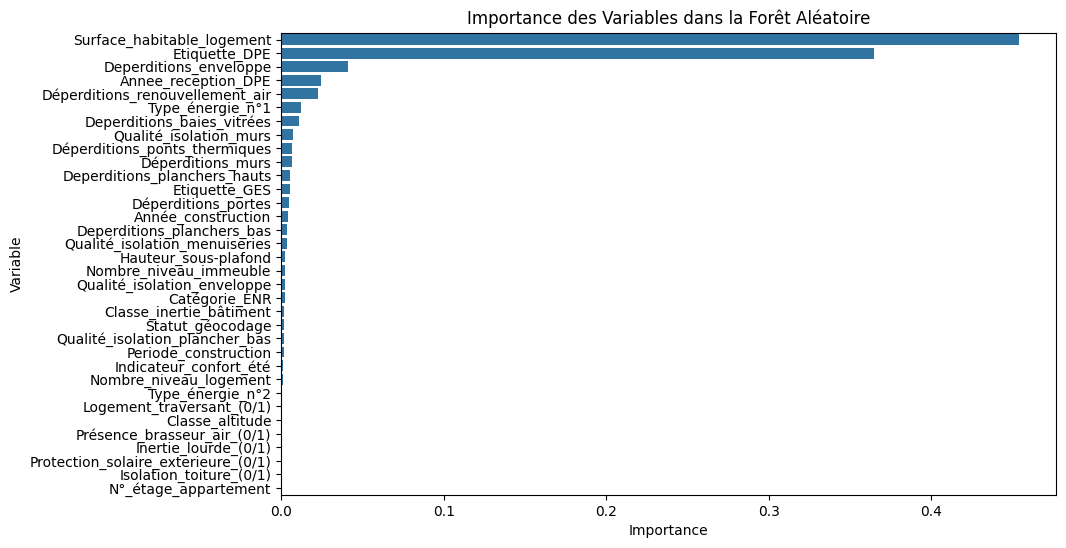 Importance des Variables dans la Forêt Aléatoire
Surface_habitable_logement
Etiquette_DPE
Deperditions_enveloppe
Annee_reception_DPE
Déperditions_renouvellement_air
Type_énergie_n°1
Deperditions_baies_vitrées
Qualité_isolation_murs
Déperditions_ponts_thermiques
Déperditions_murs
Deperditions_planchers_hauts
Etiquette_GES
Déperditions_portes
Année_construction
Deperditions_planchers_bas
Qualité_isolation_menuiseries
Hauteur_sous-plafond
Nombre_niveau_immeuble
Qualité_isolation_enveloppe
Catégorie_ENR
Classe_inertie_bâtiment
Statut_géocodage
Qualité_isolation_plancher_bas
Periode_construction
Indicateur_confort_été
Nombre_niveau_logement
Type_énergie_n°2
Logement_traversant_(0/1)
Classe_altitude
Présence_brasseur_air_(0/1)
Inertie_lourde_(0/1)
Protection_solaire_exterieure_(0/1)
Isolation_toiture_(0/1)
N°_étage_appartement
Variable
0.0 0.1 0.2 0.3 0.4
Importance